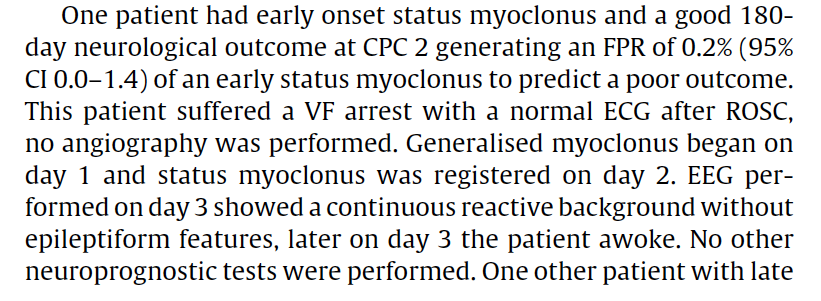 One patient had early onset status myoclonus and a good 180-
day neurological outcome at CPC 2 generating an FPR of 0.2% (95%
CI 0.0–1.4) of an early status myoclonus to predict a poor outcome.
This patient suffered a VF arrest with a normal ECG after ROSC,
no angiography was performed. Generalised myoclonus began on
day 1 and status myoclonus was registered on day 2. EEG per-
formed on day 3 showed a continuous reactive background without
epileptiform features, later on day 3 the patient awoke. No other
neuroprognostic tests were performed. One other patient with late